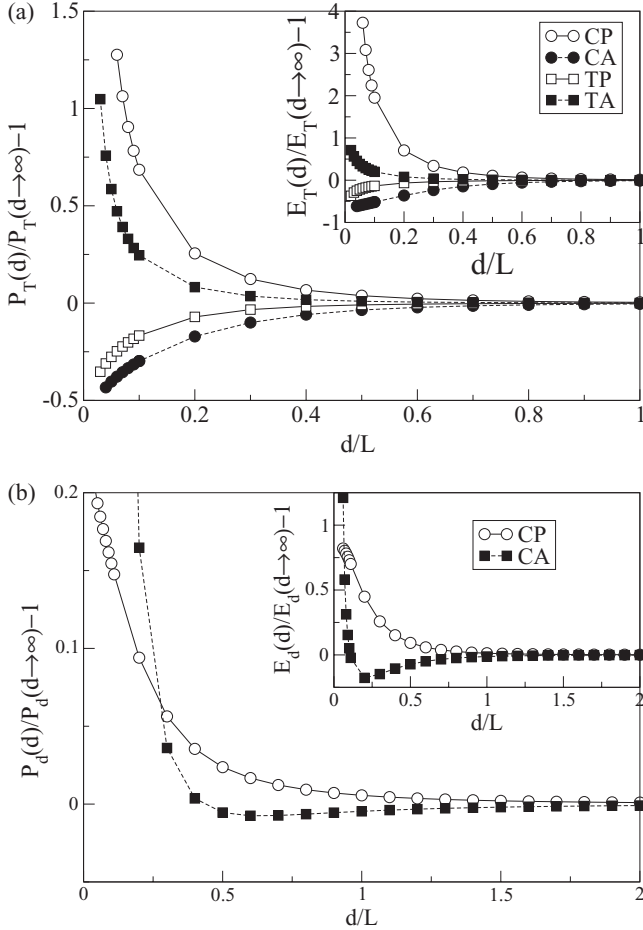 (a)
1.5
1
0.5
0
-0.5
P_T(d)/P_T(d→∞)−1
0
0.2
0.4
0.6
0.8
1
d/L
4
3
2
1
0
-1
E_T(d)/E_T(d→∞)−1
0
0.2
0.4
0.6
0.8
1
d/L
CP
CA
TP
TA
(b)
0.2
0.1
0
P_d(d)/P_d(d→∞)−1
0
0.5
1
1.5
2
d/L
1
0.75
0.5
0
E_d(d)/E_d(d→∞)−1
0
0.5
1
1.5
2
d/L
CP
CA